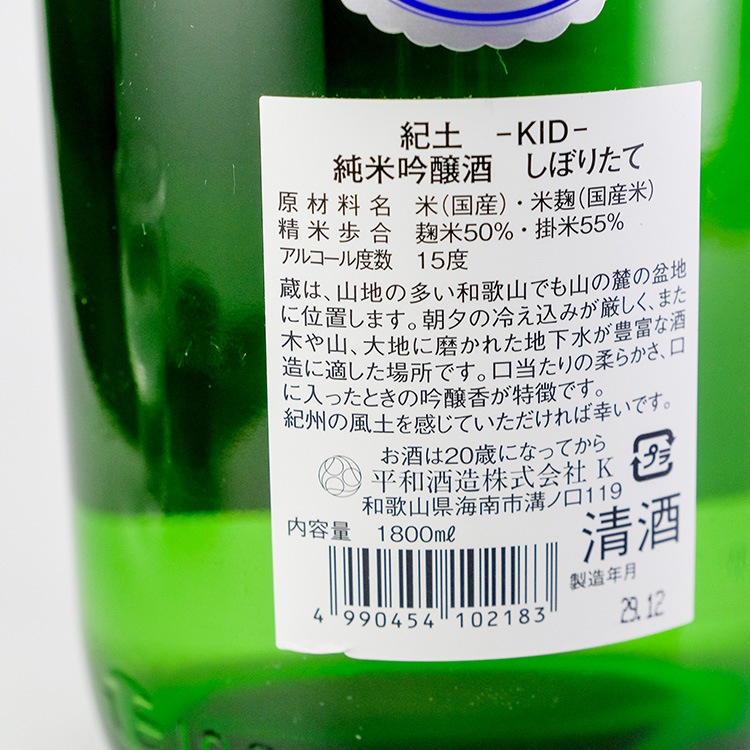 紀土　-KID-
純米吟醸酒　しぼりたて
原材料名　米(国産)・米麹(国産米)
精米歩合　麹米50%・掛米55%
アルコール度数　15度
蔵は、山地の多い和歌山でも山の麓の盆地
に位置します。朝夕の冷え込みが厳しく、また
木や山、大地に磨かれた地下水が豊富な酒
造に適した場所です。口当たりの柔らかさ、口
に入ったときの吟醸香が特徴です。
紀州の風土を感じていただければ幸いです。
お酒は20歳になってから
平和酒造株式会社 K
プラ
和歌山県海南市溝ノ口119
内容量　1800ml
清酒
製造年月
29.12
4 990454 102183